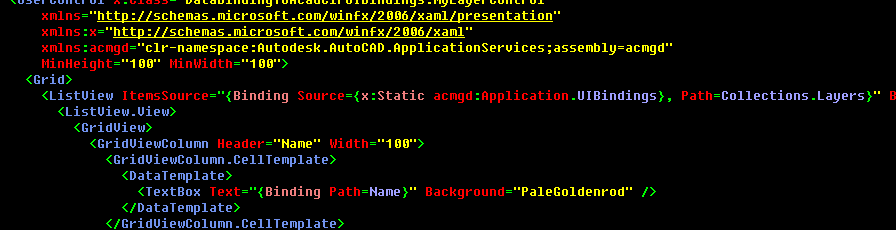 <UserControl x:Class="DataBindingToAcadUIOfBindings.MyLayerControl"
xmlns="http://schemas.microsoft.com/winfx/2006/xaml/presentation"
xmlns:x="http://schemas.microsoft.com/winfx/2006/xaml"
xmlns:acmgd="clr-namespace:Autodesk.AutoCAD.ApplicationServices;assembly=acmgd"
MinHeight="100" MinWidth="100">
<Grid>
<ListView ItemsSource="{Binding Source={x:Static acmgd:Application.UIBindings}, Path=Collections.Layers}"
<ListView.View>
<GridView>
<GridViewColumn Header="Name" Width="100">
<GridViewColumn.CellTemplate>
<DataTemplate>
<TextBox Text="{Binding Path=Name}" Background="PaleGoldenrod" />
</DataTemplate>
</GridViewColumn.CellTemplate>